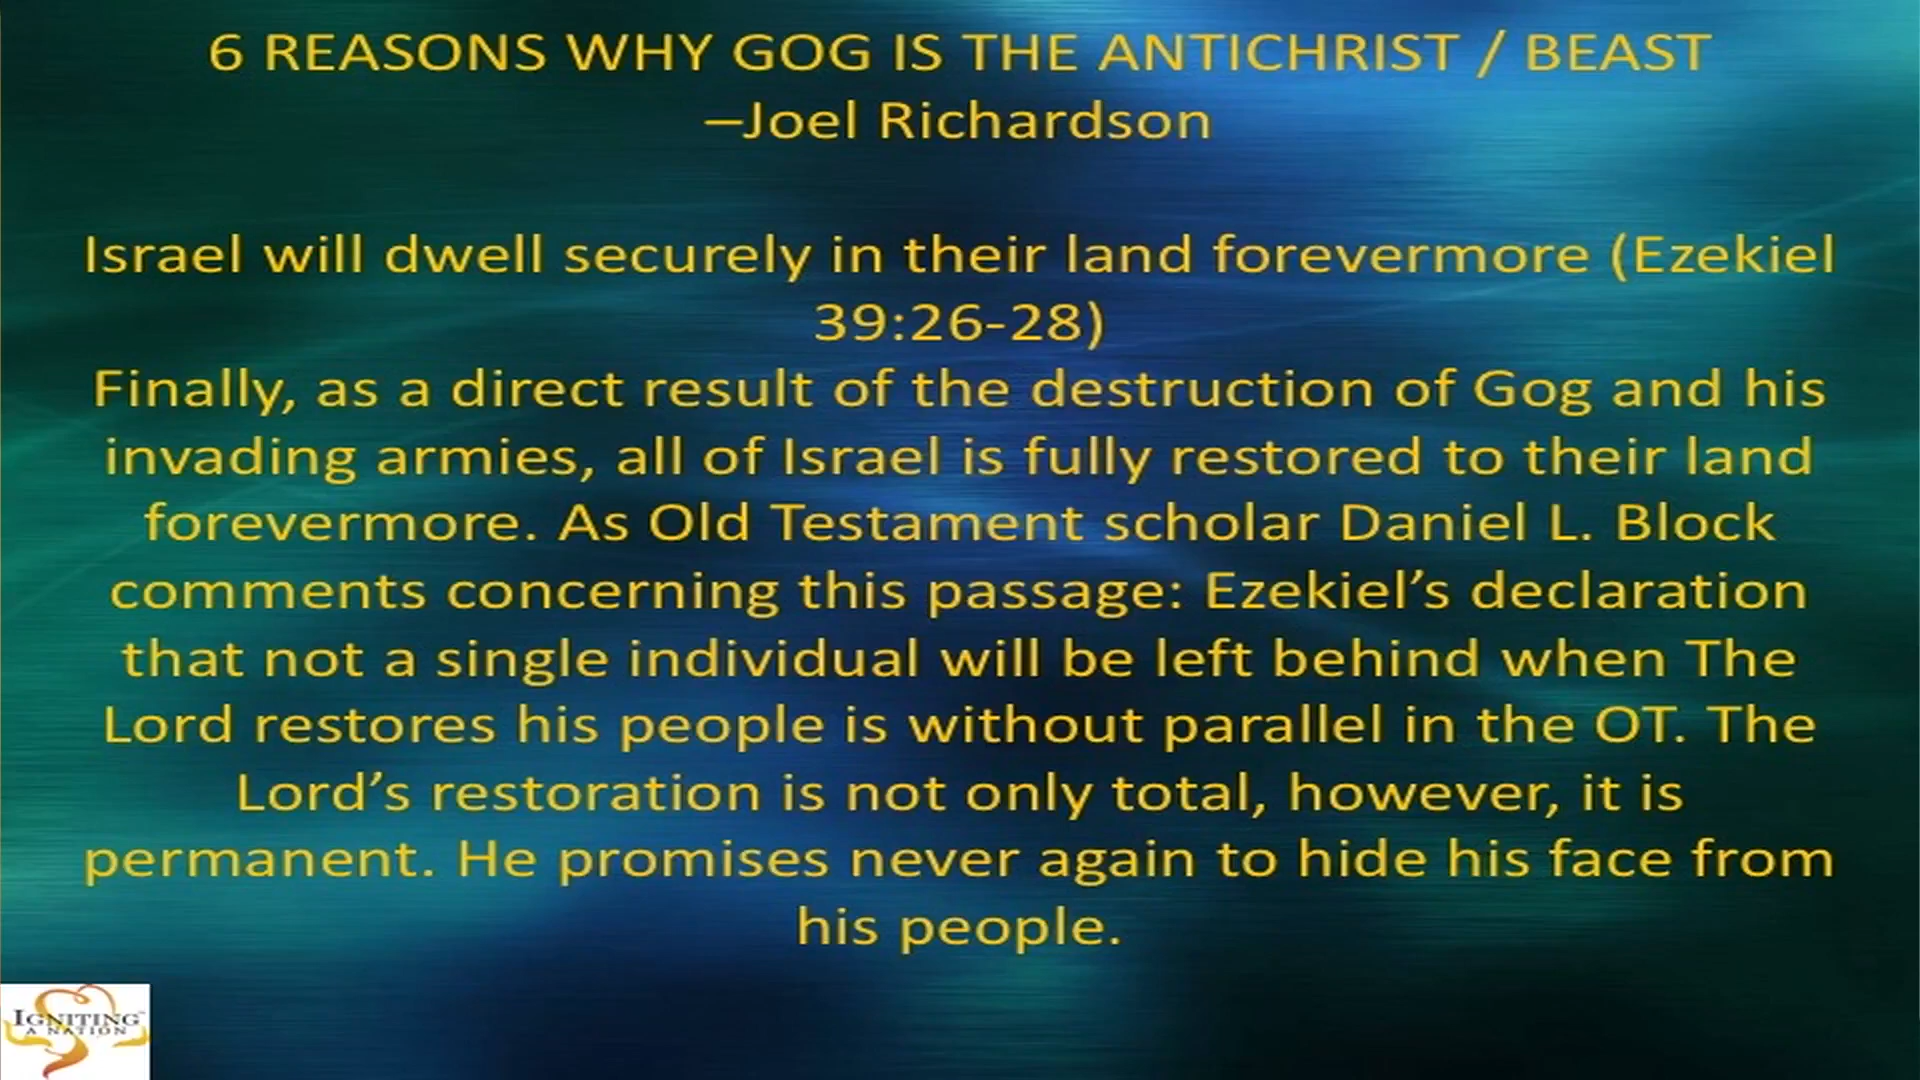 6 REASONS WHY GOG IS THE ANTICHRIST / BEAST
–Joel Richardson
Israel will dwell securely in their land forevermore (Ezekiel
39:26-28)
Finally, as a direct result of the destruction of Gog and his
invading armies, all of Israel is fully restored to their land
forevermore. As Old Testament scholar Daniel L. Block
comments concerning this passage: Ezekiel’s declaration
that not a single individual will be left behind when The
Lord restores his people is without parallel in the OT. The
Lord’s restoration is not only total, however, it is
permanent. He promises never again to hide his face from
his people.
IGNITING™
A NATION